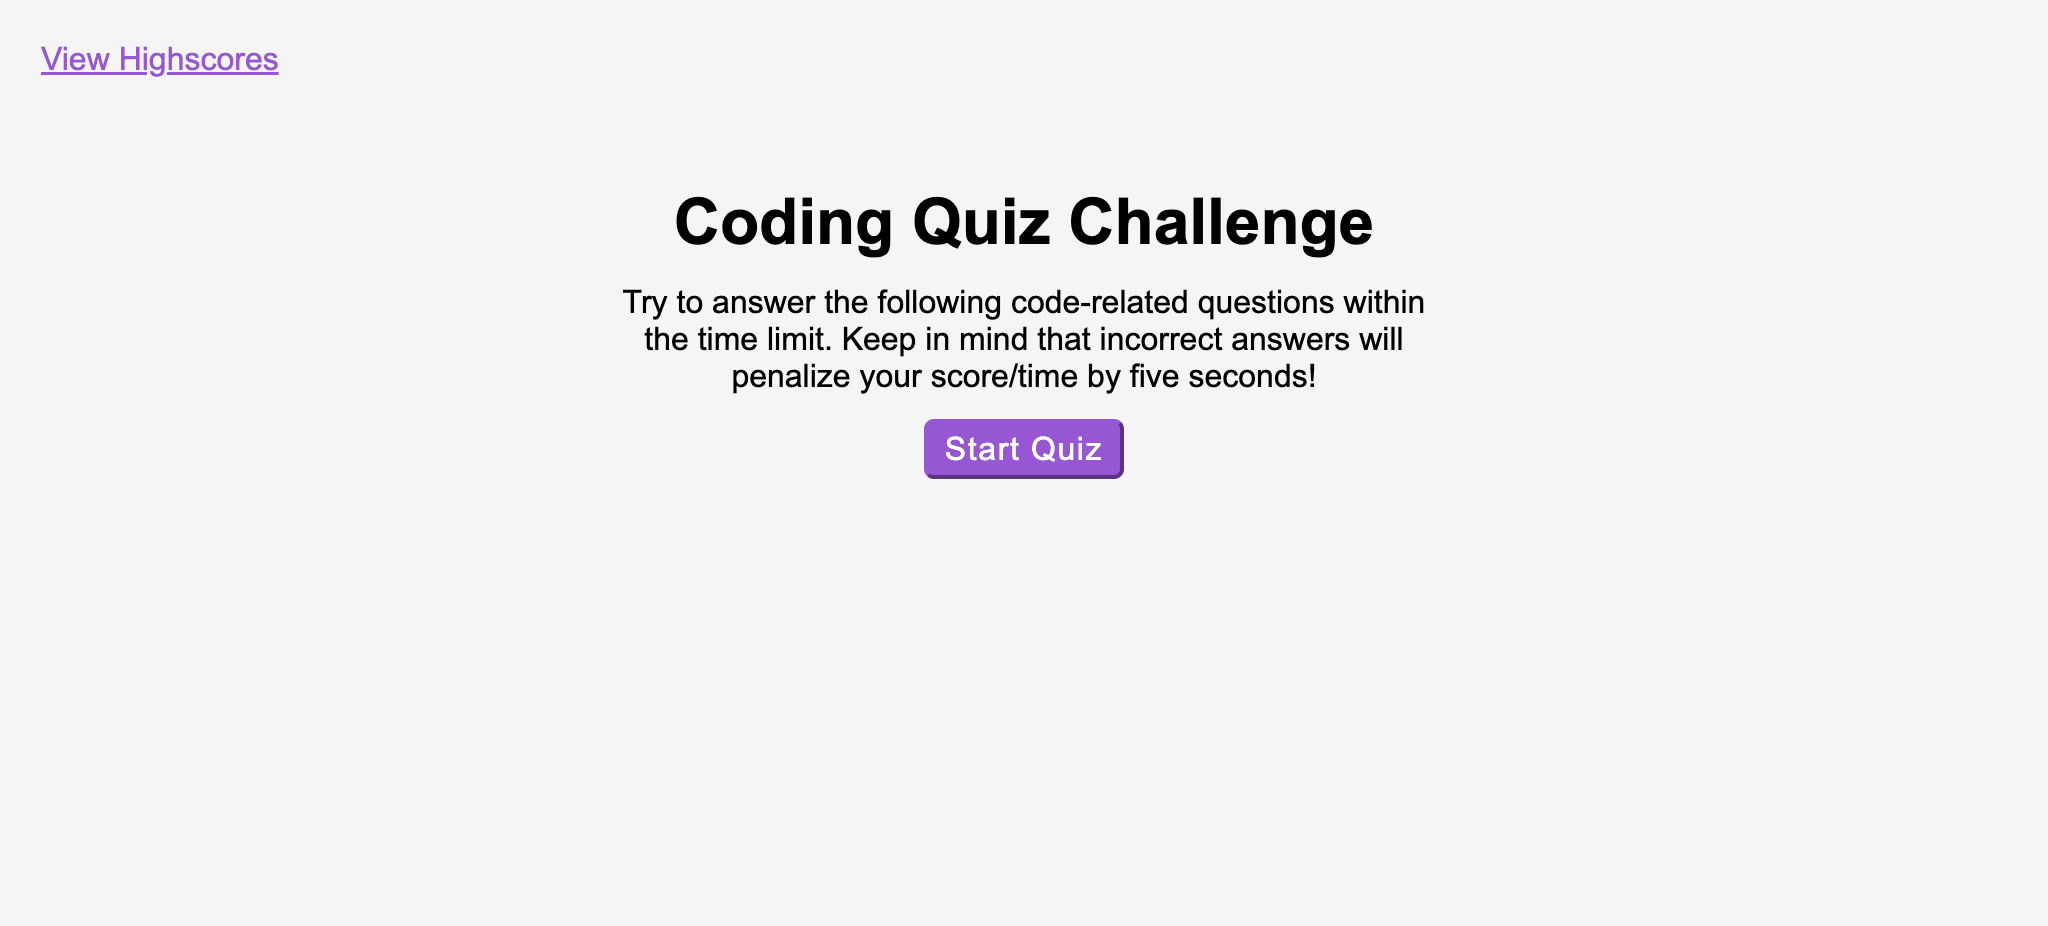 View Highscores
Coding Quiz Challenge
Try to answer the following code-related questions within
the time limit. Keep in mind that incorrect answers will
penalize your score/time by five seconds!
Start Quiz